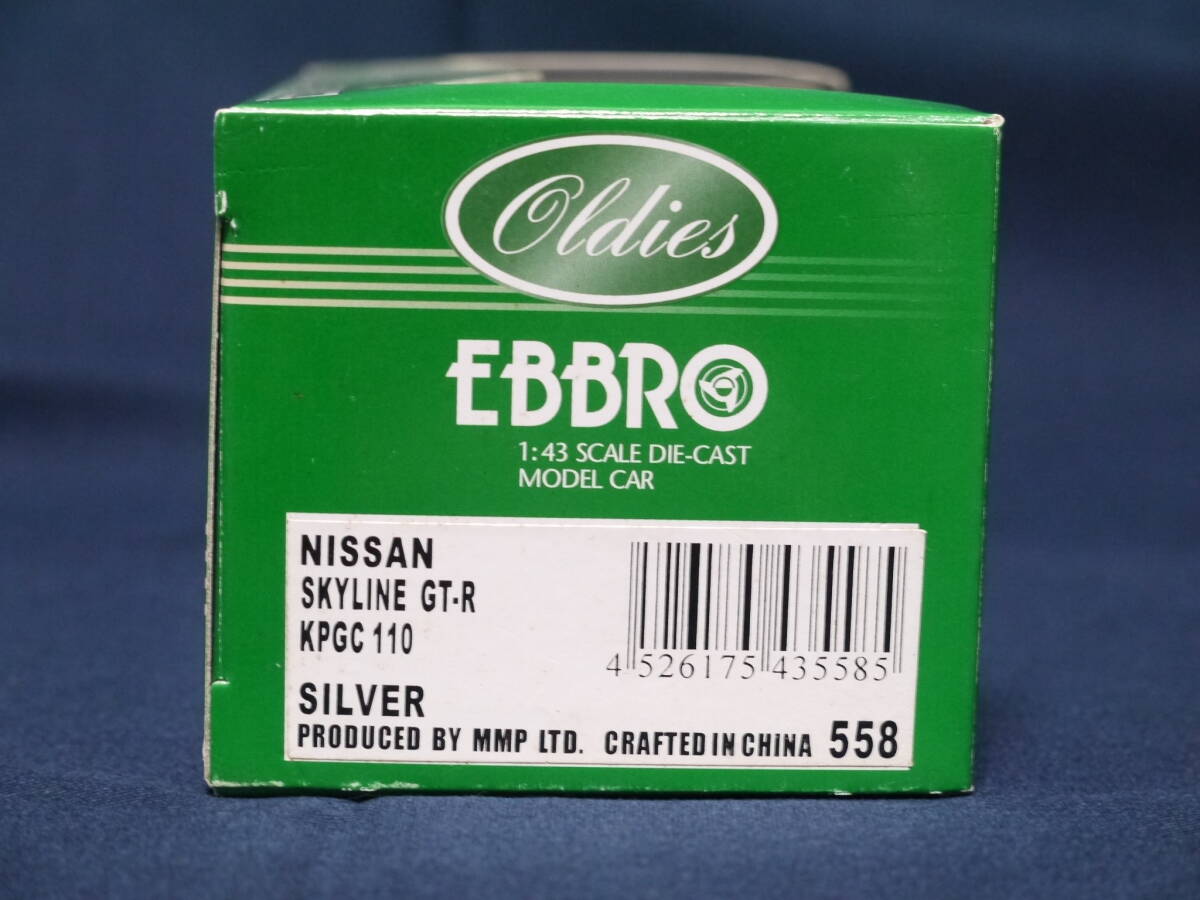 Oldies
EBBRO
1:43 SCALE DIE-CAST
MODEL CAR
NISSAN
SKYLINE GT-R
KPGC 110
4 526175 435585
SILVER
PRODUCED BY MMP LTD. CRAFTED IN CHINA 558